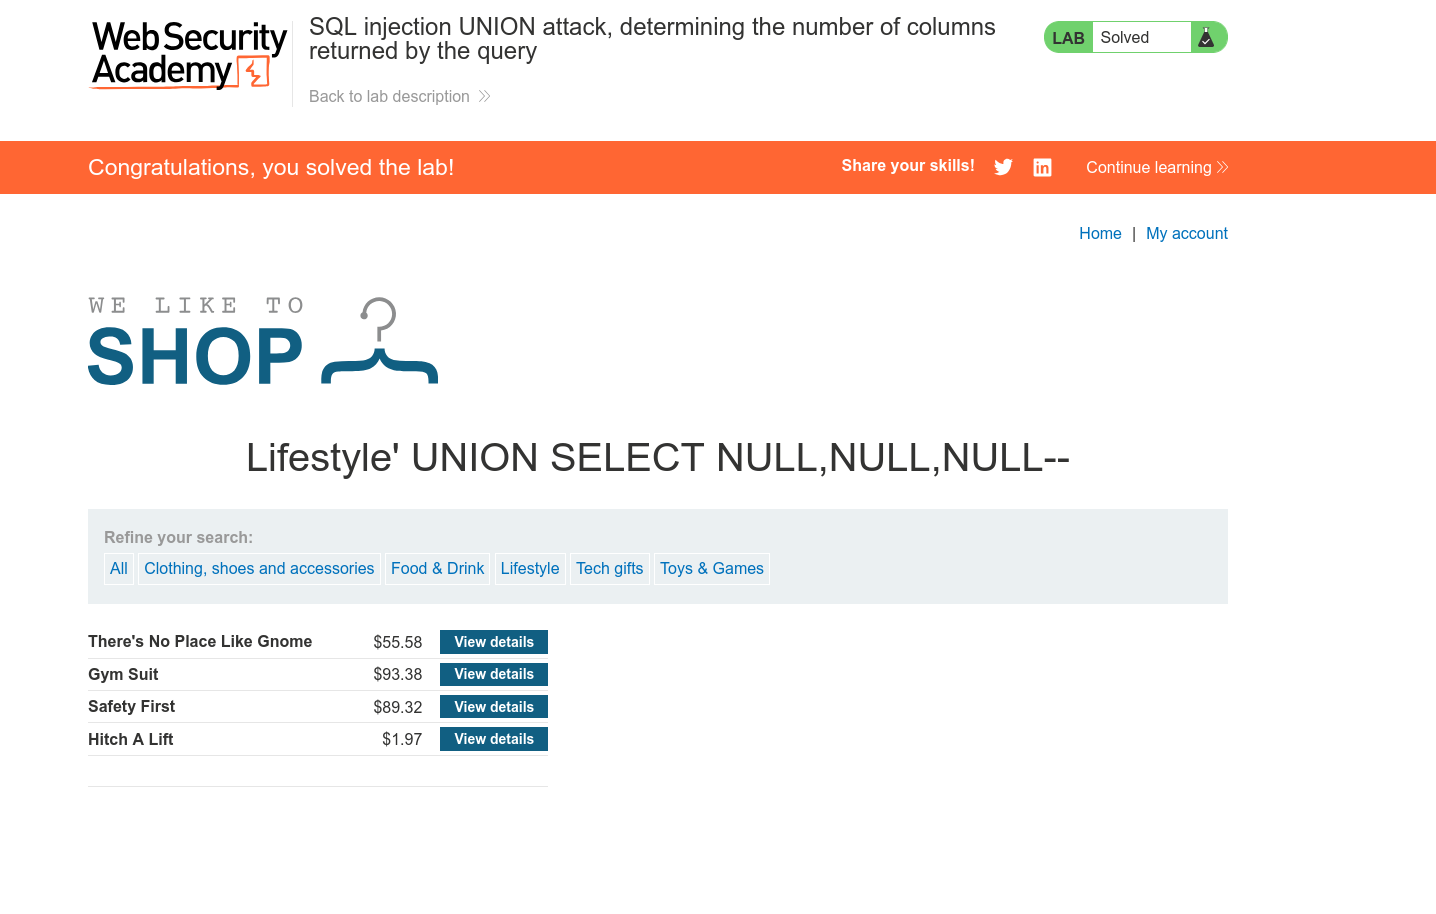 Web Security
Academy
SQL injection UNION attack, determining the number of columns
returned by the query
Back to lab description
LAB Solved
Congratulations, you solved the lab!
Share your skills!
Continue learning
Home | My account
WE LIKE TO
SHOP
Lifestyle' UNION SELECT NULL,NULL,NULL--
Refine your search:
All Clothing, shoes and accessories Food & Drink Lifestyle Tech gifts Toys & Games
There's No Place Like Gnome $55.58 View details
Gym Suit $93.38 View details
Safety First $89.32 View details
Hitch A Lift $1.97 View details